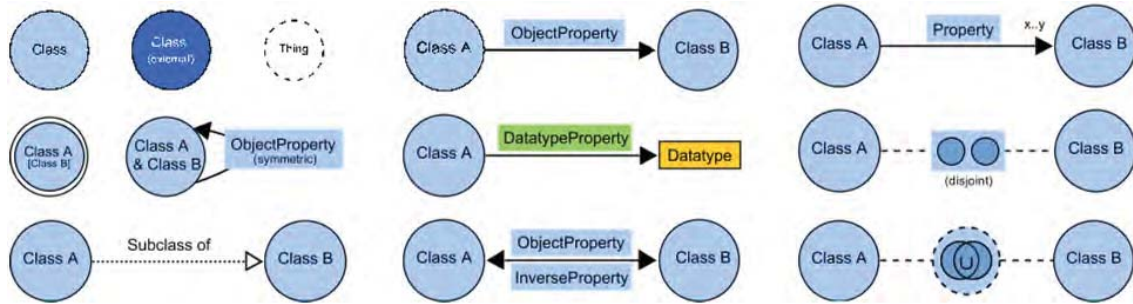 Class
Class
(external)
Thing
Class A
ObjectProperty
Class B
Class A
Property
x..y
Class B
Class A
[Class B]
Class A
& Class B
ObjectProperty
(symmetric)
Class A
DatatypeProperty
Datatype
Class A
(disjoint)
Class B
Class A
Subclass of
Class B
Class A
ObjectProperty
InverseProperty
Class B
Class A
U
Class B